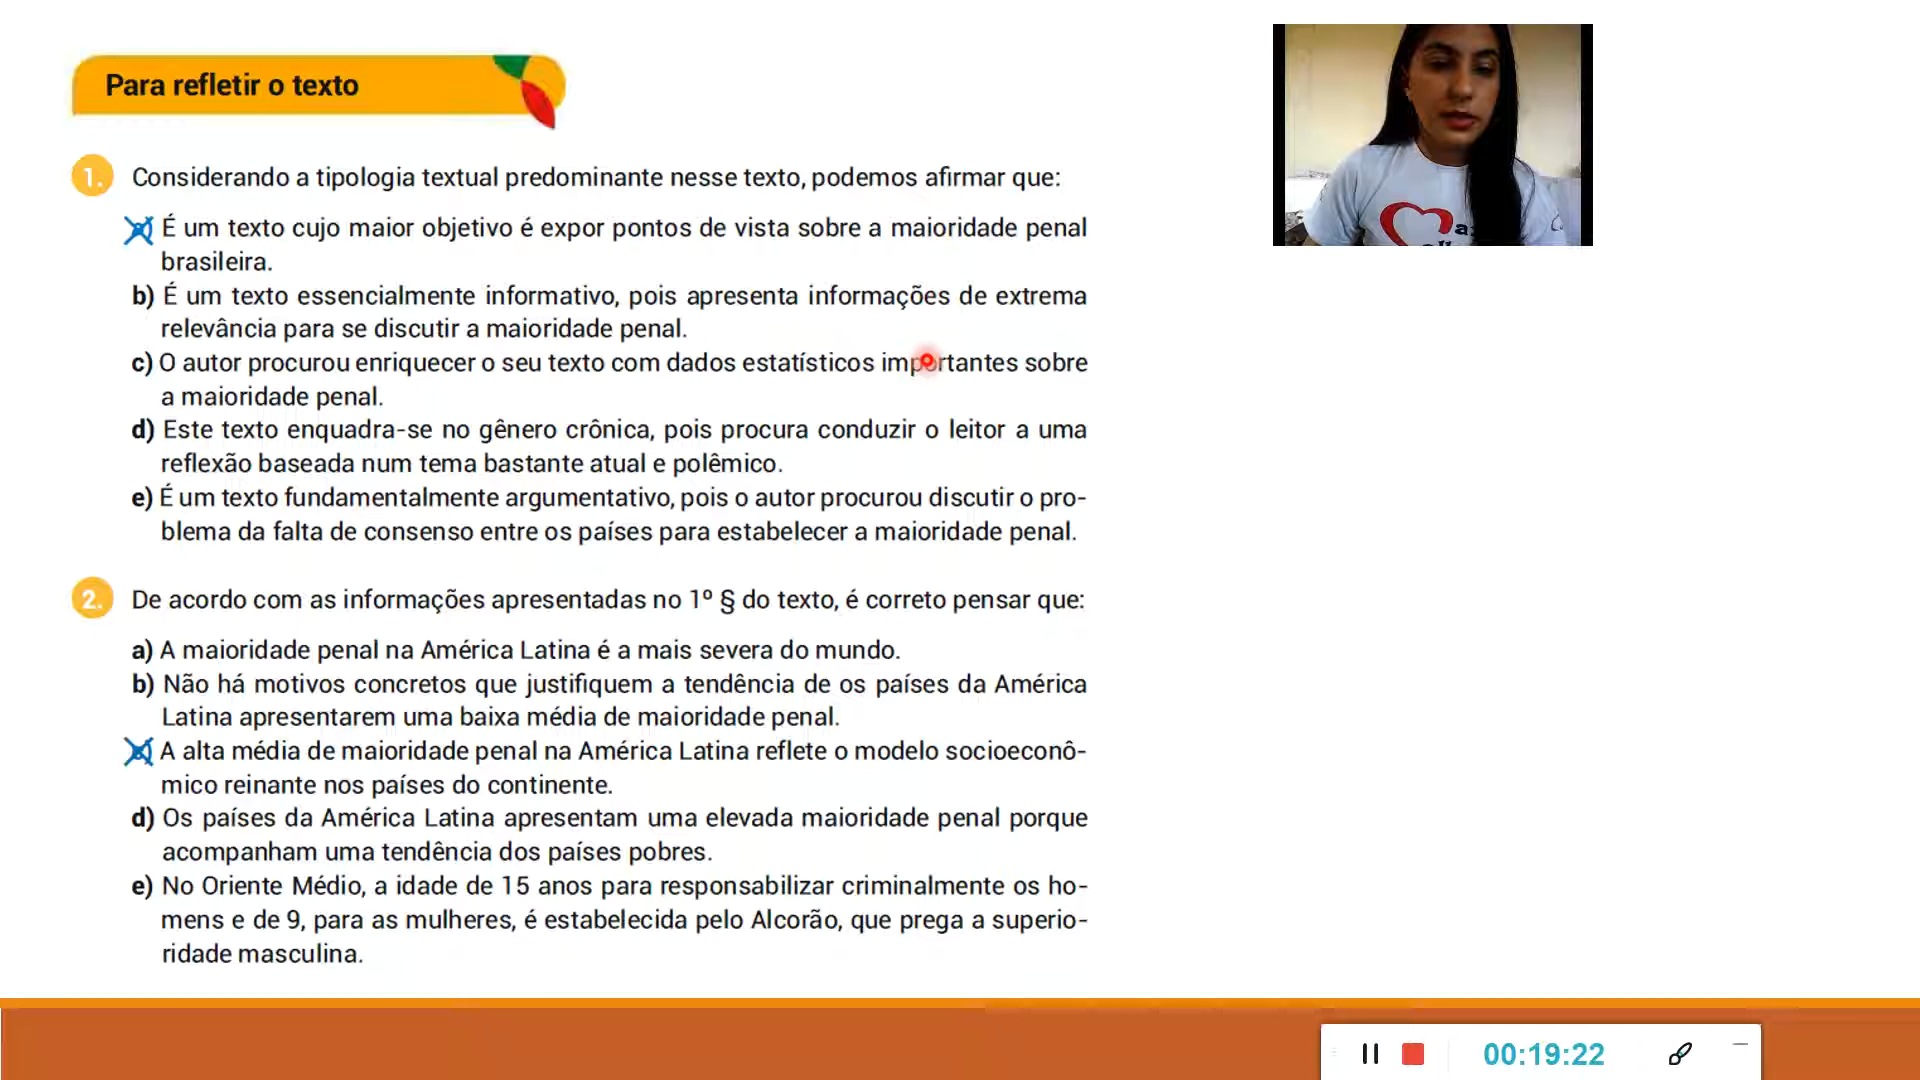 Para refletir o texto
1. Considerando a tipologia textual predominante nesse texto, podemos afirmar que:
É um texto cujo maior objetivo é expor pontos de vista sobre a maioridade penal
brasileira.
b) É um texto essencialmente informativo, pois apresenta informações de extrema
relevância para se discutir a maioridade penal.
c) O autor procurou enriquecer o seu texto com dados estatísticos importantes sobre
a maioridade penal.
d) Este texto enquadra-se no gênero crônica, pois procura conduzir o leitor a uma
reflexão baseada num tema bastante atual e polêmico.
e) É um texto fundamentalmente argumentativo, pois o autor procurou discutir o pro-
blema da falta de consenso entre os países para estabelecer a maioridade penal.
2. De acordo com as informações apresentadas no 1º § do texto, é correto pensar que:
a) A maioridade penal na América Latina é a mais severa do mundo.
b) Não há motivos concretos que justifiquem a tendência de os países da América
Latina apresentarem uma baixa média de maioridade penal.
A alta média de maioridade penal na América Latina reflete o modelo socioeconô-
mico reinante nos países do continente.
d) Os países da América Latina apresentam uma elevada maioridade penal porque
acompanham uma tendência dos países pobres.
e) No Oriente Médio, a idade de 15 anos para responsabilizar criminalmente os ho-
mens e de 9, para as mulheres, é estabelecida pelo Alcorão, que prega a superio-
ridade masculina.
00:19:22